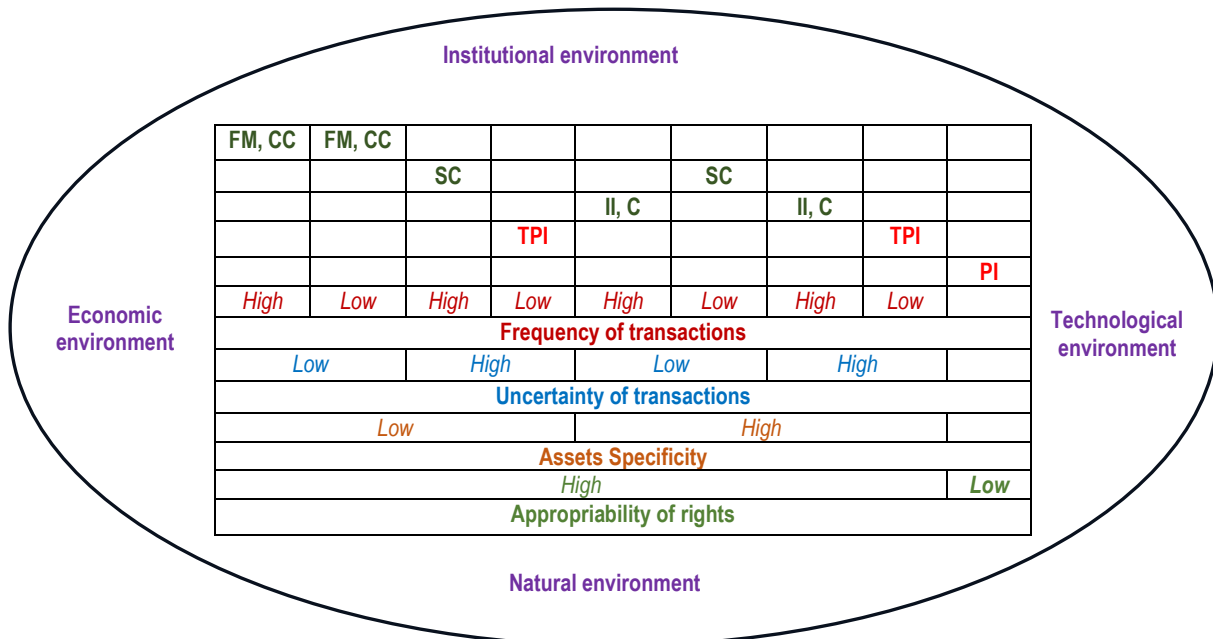 Institutional environment
FM, CC FM, CC
SC SC
II, C II, C
TPI TPI
PI
High Low High Low High Low High Low
Economic
environment
Technological
environment
Frequency of transactions
Low High Low High
Uncertainty of transactions
Low High
Assets Specificity
High Low
Appropriability of rights
Natural environment